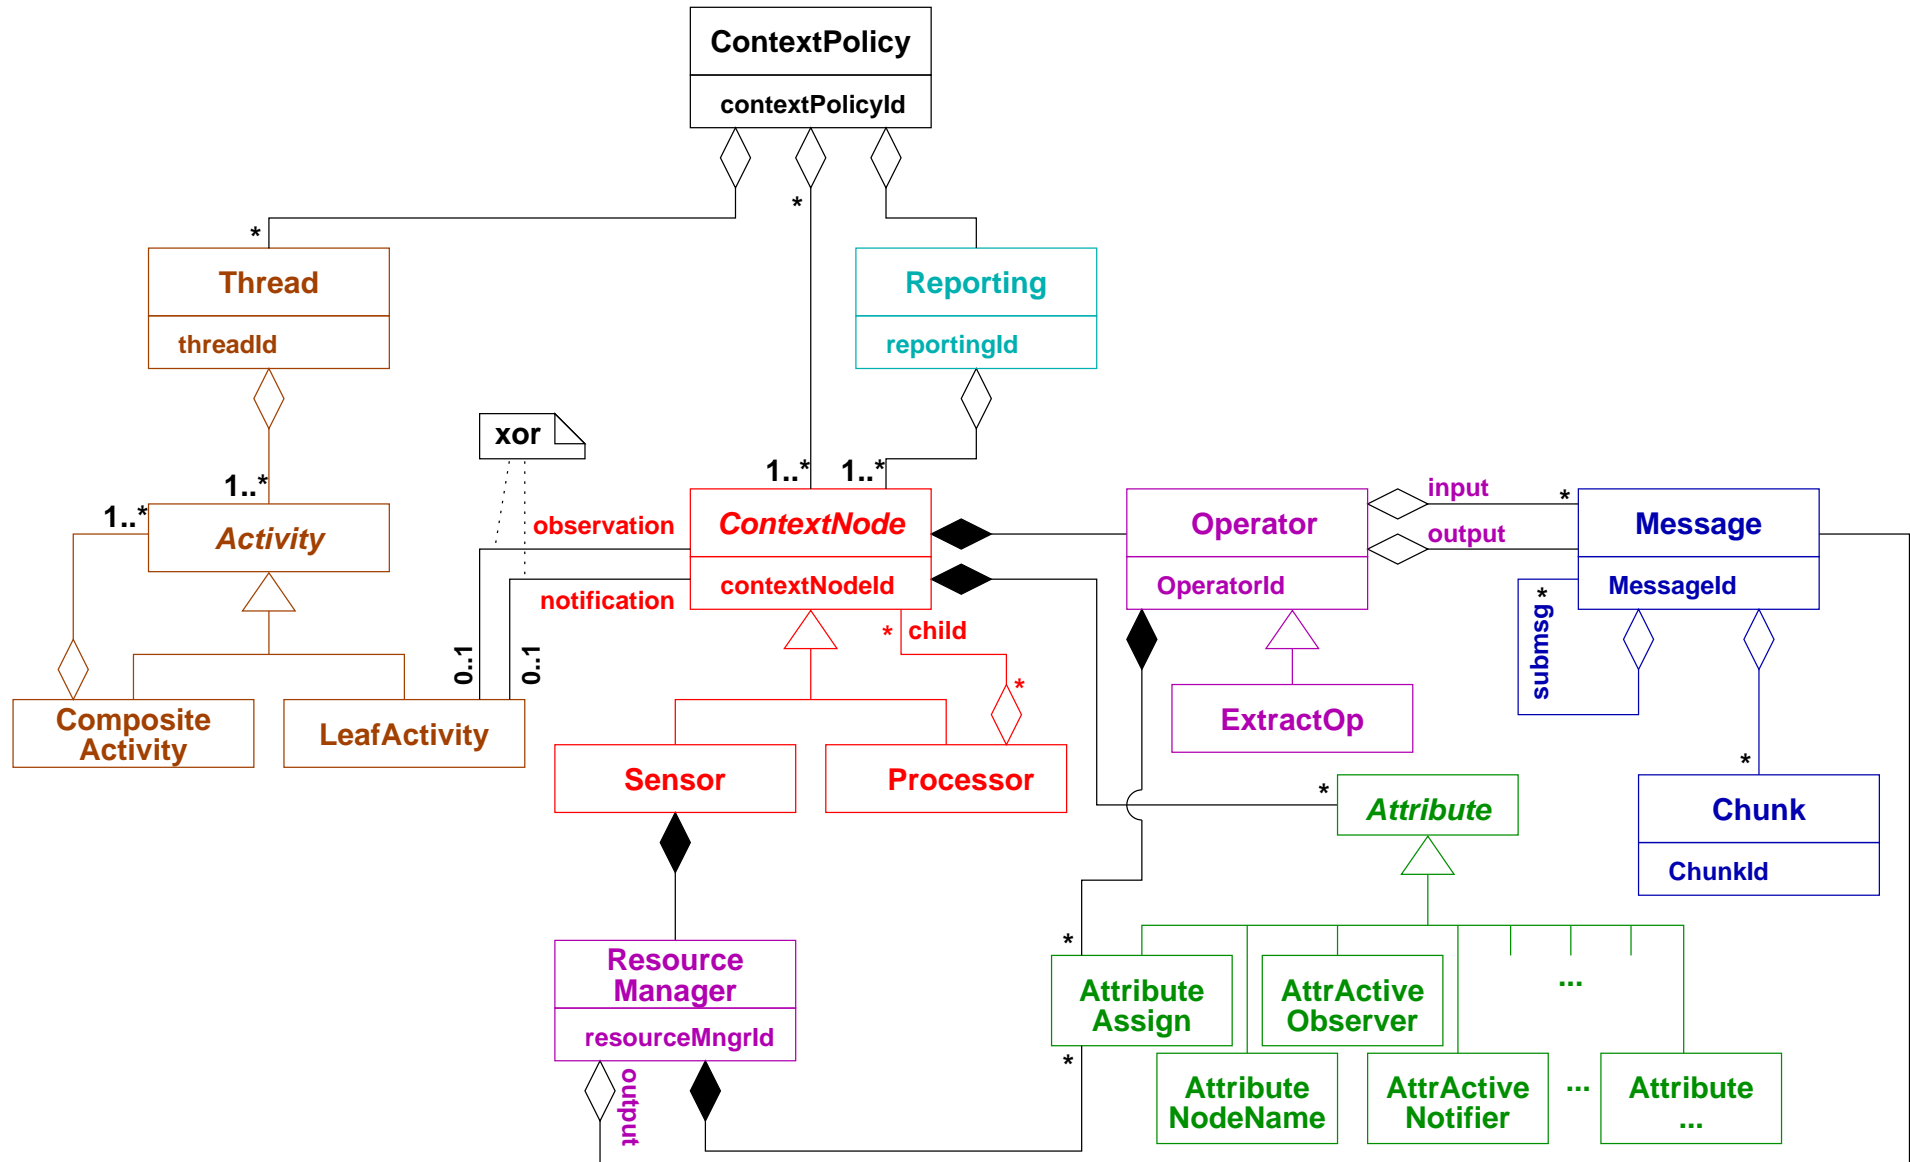 ContextPolicy
contextPolicyId
*
*
Thread
threadId
Reporting
reportingId
xor
1..*
1..*
1..*
1..*
Activity
observation
notification
ContextNode
contextNodeId
* child
*
0..1
0..1
Operator
OperatorId
input
*
output
Message
MessageId
submsg *
Composite
Activity
LeafActivity
Sensor
Processor
ExtractOp
*
Chunk
ChunkId
*
Attribute
Resource
Manager
resourceMngrId
output
*
*
Attribute
Assign
AttrActive
Observer
...
Attribute
NodeName
AttrActive
Notifier
...
Attribute
...